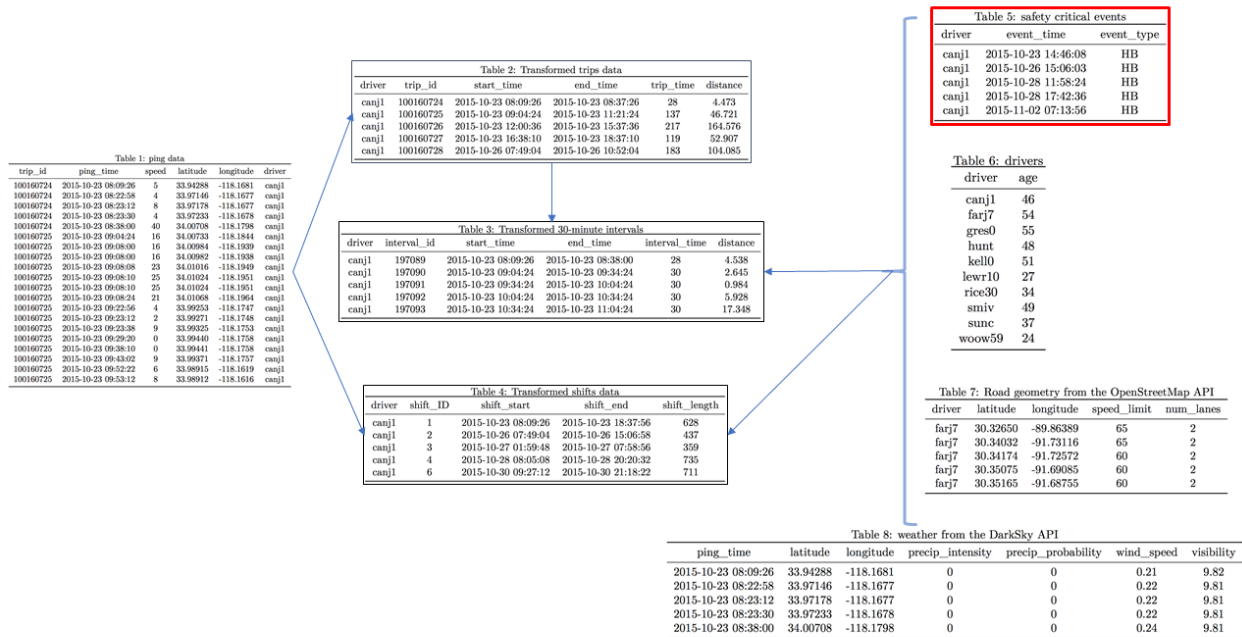 Table 1: ping data
trip_id ping_time speed latitude longitude driver
100160724 2015-10-23 08:09:26 5 33.94288 -118.1681 canj1
100160724 2015-10-23 08:22:58 4 33.97146 -118.1677 canj1
100160724 2015-10-23 08:23:12 8 33.97178 -118.1677 canj1
100160724 2015-10-23 08:23:30 4 33.97233 -118.1678 canj1
100160724 2015-10-23 08:38:00 40 34.00708 -118.1798 canj1
100160725 2015-10-23 09:04:24 16 34.00733 -118.1844 canj1
100160725 2015-10-23 09:08:00 16 34.00984 -118.1939 canj1
100160725 2015-10-23 09:08:00 16 34.00982 -118.1938 canj1
100160725 2015-10-23 09:08:08 23 34.01016 -118.1949 canj1
100160725 2015-10-23 09:08:10 25 34.01024 -118.1951 canj1
100160725 2015-10-23 09:08:10 25 34.01024 -118.1951 canj1
100160725 2015-10-23 09:08:24 21 34.01068 -118.1964 canj1
100160725 2015-10-23 09:22:56 4 33.99253 -118.1747 canj1
100160725 2015-10-23 09:23:12 2 33.99271 -118.1748 canj1
100160725 2015-10-23 09:23:38 9 33.99325 -118.1753 canj1
100160725 2015-10-23 09:29:20 0 33.99440 -118.1758 canj1
100160725 2015-10-23 09:38:10 0 33.99441 -118.1758 canj1
100160725 2015-10-23 09:43:02 9 33.99371 -118.1757 canj1
100160725 2015-10-23 09:52:22 6 33.98915 -118.1619 canj1
100160725 2015-10-23 09:53:12 8 33.98912 -118.1616 canj1
Table 2: Transformed trips data
driver trip_id start_time end_time trip_time distance
canj1 100160724 2015-10-23 08:09:26 2015-10-23 08:37:26 28 4.473
canj1 100160725 2015-10-23 09:04:24 2015-10-23 11:21:24 137 46.721
canj1 100160726 2015-10-23 12:00:36 2015-10-23 15:37:36 217 164.576
canj1 100160727 2015-10-23 16:38:10 2015-10-23 18:37:10 119 52.907
canj1 100160728 2015-10-26 07:49:04 2015-10-26 10:52:04 183 104.085
Table 3: Transformed 30-minute intervals
driver interval_id start_time end_time interval_time distance
canj1 197089 2015-10-23 08:09:26 2015-10-23 08:38:00 28 4.538
canj1 197090 2015-10-23 09:04:24 2015-10-23 09:34:24 30 2.645
canj1 197091 2015-10-23 09:34:24 2015-10-23 10:04:24 30 0.984
canj1 197092 2015-10-23 10:04:24 2015-10-23 10:34:24 30 5.928
canj1 197093 2015-10-23 10:34:24 2015-10-23 11:04:24 30 17.348
Table 4: Transformed shifts data
driver shift_ID shift_start shift_end shift_length
canj1 1 2015-10-23 08:09:26 2015-10-23 18:37:56 628
canj1 2 2015-10-26 07:49:04 2015-10-26 15:06:58 437
canj1 3 2015-10-27 01:59:48 2015-10-27 07:58:56 359
canj1 4 2015-10-28 08:05:08 2015-10-28 20:20:32 735
canj1 6 2015-10-30 09:27:12 2015-10-30 21:18:22 711
Table 5: safety critical events
driver event_time event_type
canj1 2015-10-23 14:46:08 HB
canj1 2015-10-26 15:06:03 HB
canj1 2015-10-28 11:58:24 HB
canj1 2015-10-28 17:42:36 HB
canj1 2015-11-02 07:13:56 HB
Table 6: drivers
driver age
canj1 46
farj7 54
gres0 55
hunt 48
kell0 51
lewr10 27
rice30 34
smiv 49
sunc 37
woow59 24
Table 7: Road geometry from the OpenStreetMap API
driver latitude longitude speed_limit num_lanes
farj7 30.32650 -89.86389 65 2
farj7 30.34032 -91.73116 65 2
farj7 30.34174 -91.72572 60 2
farj7 30.35075 -91.69085 60 2
farj7 30.35165 -91.68755 60 2
Table 8: weather from the DarkSky API
ping_time latitude longitude precip_intensity precip_probability wind_speed visibility
2015-10-23 08:09:26 33.94288 -118.1681 0 0 0.21 9.82
2015-10-23 08:22:58 33.97146 -118.1677 0 0 0.22 9.81
2015-10-23 08:23:12 33.97178 -118.1677 0 0 0.22 9.81
2015-10-23 08:23:30 33.97233 -118.1678 0 0 0.22 9.81
2015-10-23 08:38:00 34.00708 -118.1798 0 0 0.24 9.81